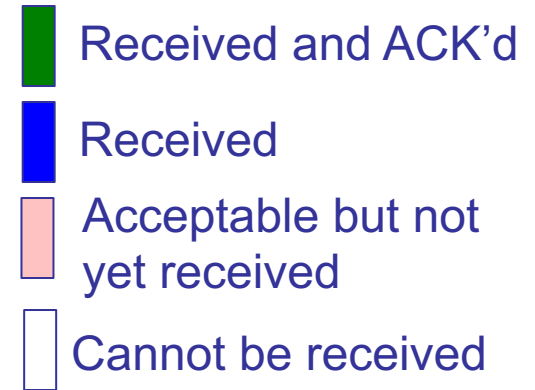 Received and ACK’d
Received
Acceptable but not
yet received
Cannot be received